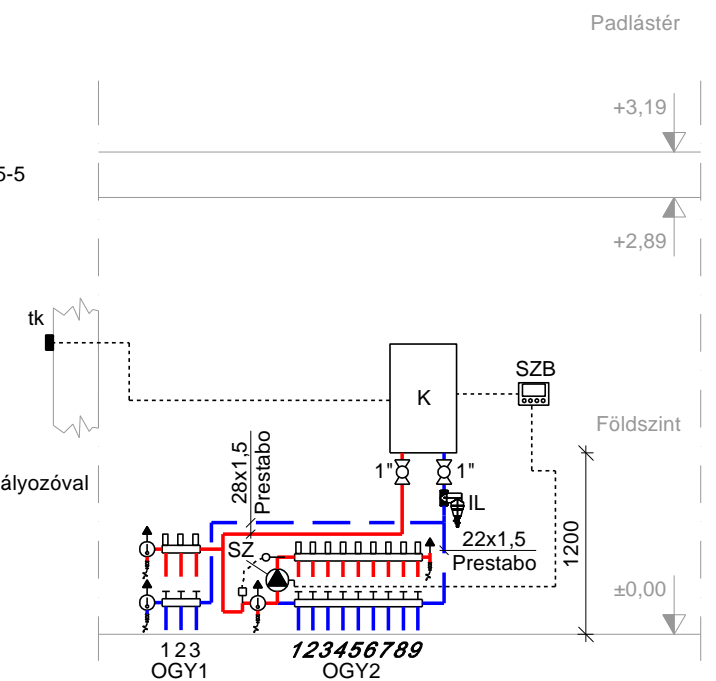 Padlástér
+3,19
5-5
+2,89
tk
SZB
K
Földszint
ályozóval
28x1,5
Prestabo
1"
1"
IL
SZ
22x1,5
Prestabo
1200
±0,00
123
OGY1
123456789
OGY2